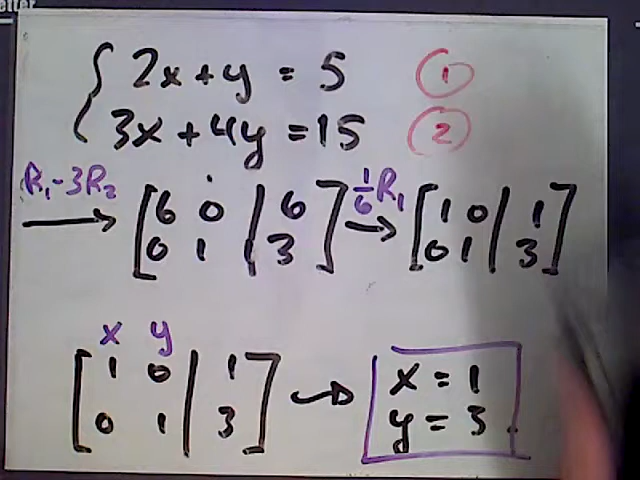 { 2x+y = 5 ①
3x+4y = 15 ②
R₁-3R₂ → [6 0 | 6] 1/6 R₁ → [1 0 | 1]
[0 1 | 3] [0 1 | 3]
x y
[1 0 | 1] → x = 1
[0 1 | 3] y = 3